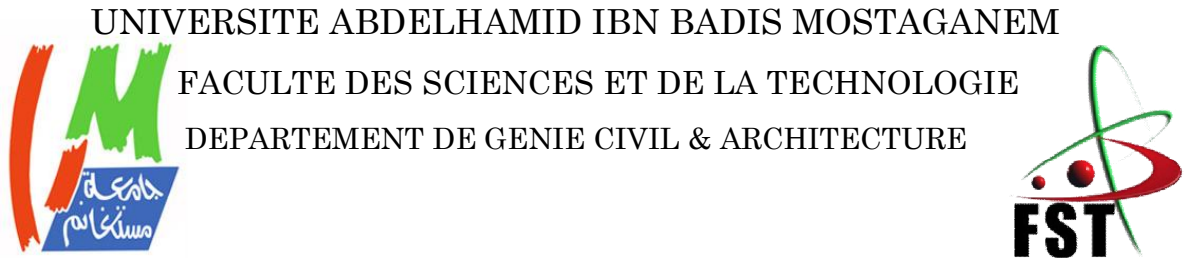 UNIVERSITE ABDELHAMID IBN BADIS MOSTAGANEM
FACULTE DES SCIENCES ET DE LA TECHNOLOGIE
DEPARTEMENT DE GENIE CIVIL & ARCHITECTURE
جامعة
مستغانم
FST